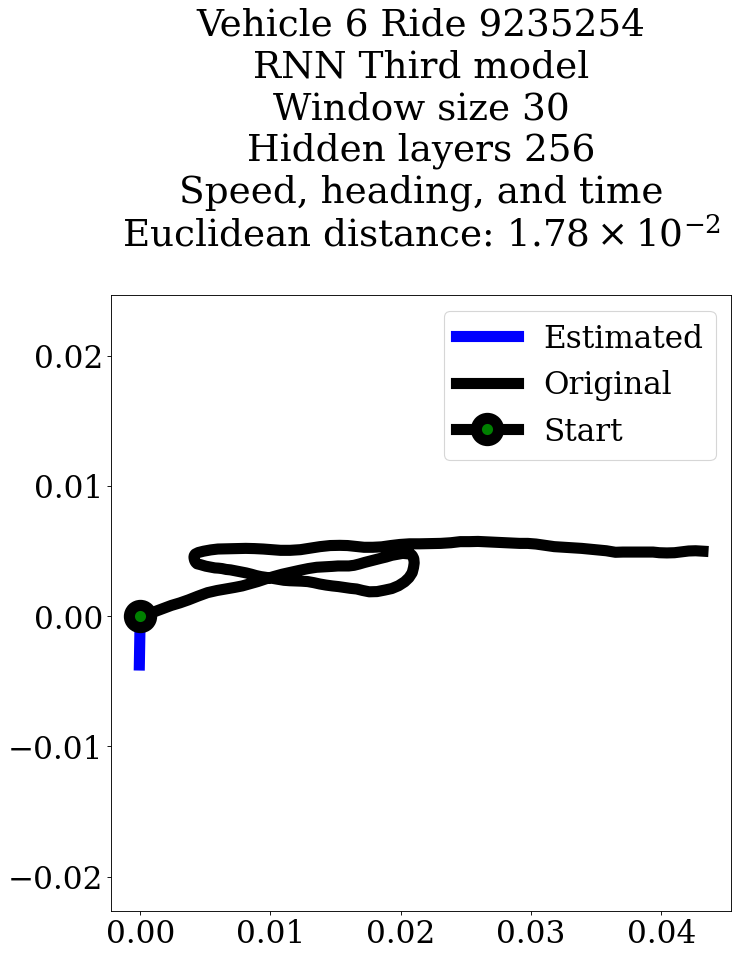 Vehicle 6 Ride 9235254
RNN Third model
Window size 30
Hidden layers 256
Speed, heading, and time
Euclidean distance: 1.78 × 10⁻²
Estimated
Original
Start
0.02
0.01
0.00
−0.01
−0.02
0.00 0.01 0.02 0.03 0.04